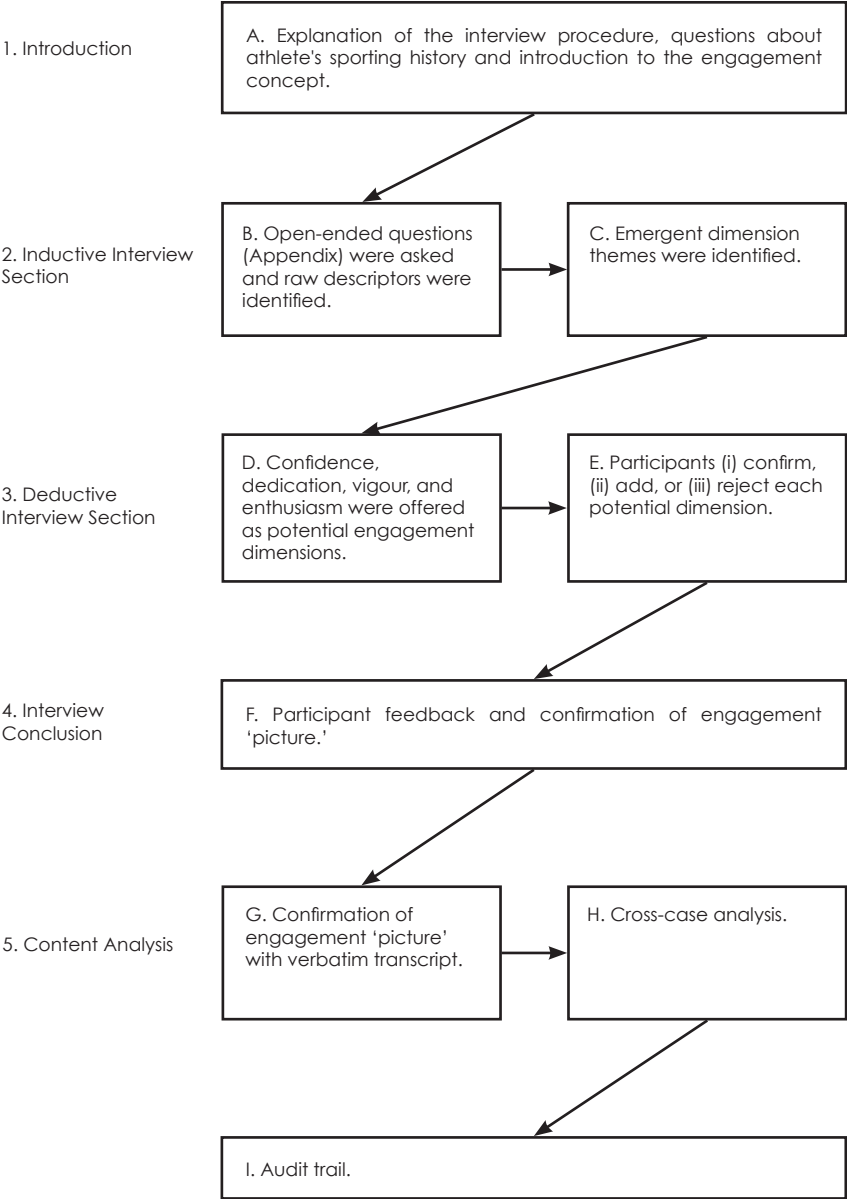 1. Introduction
A. Explanation of the interview procedure, questions about
athlete's sporting history and introduction to the engagement
concept.
2. Inductive Interview
Section
B. Open-ended questions
(Appendix) were asked
and raw descriptors were
identified.
C. Emergent dimension
themes were identified.
3. Deductive
Interview Section
D. Confidence,
dedication, vigour, and
enthusiasm were offered
as potential engagement
dimensions.
E. Participants (i) confirm,
(ii) add, or (iii) reject each
potential dimension.
4. Interview
Conclusion
F. Participant feedback and confirmation of engagement
‘picture.’
5. Content Analysis
G. Confirmation of
engagement ‘picture’
with verbatim transcript.
H. Cross-case analysis.
I. Audit trail.